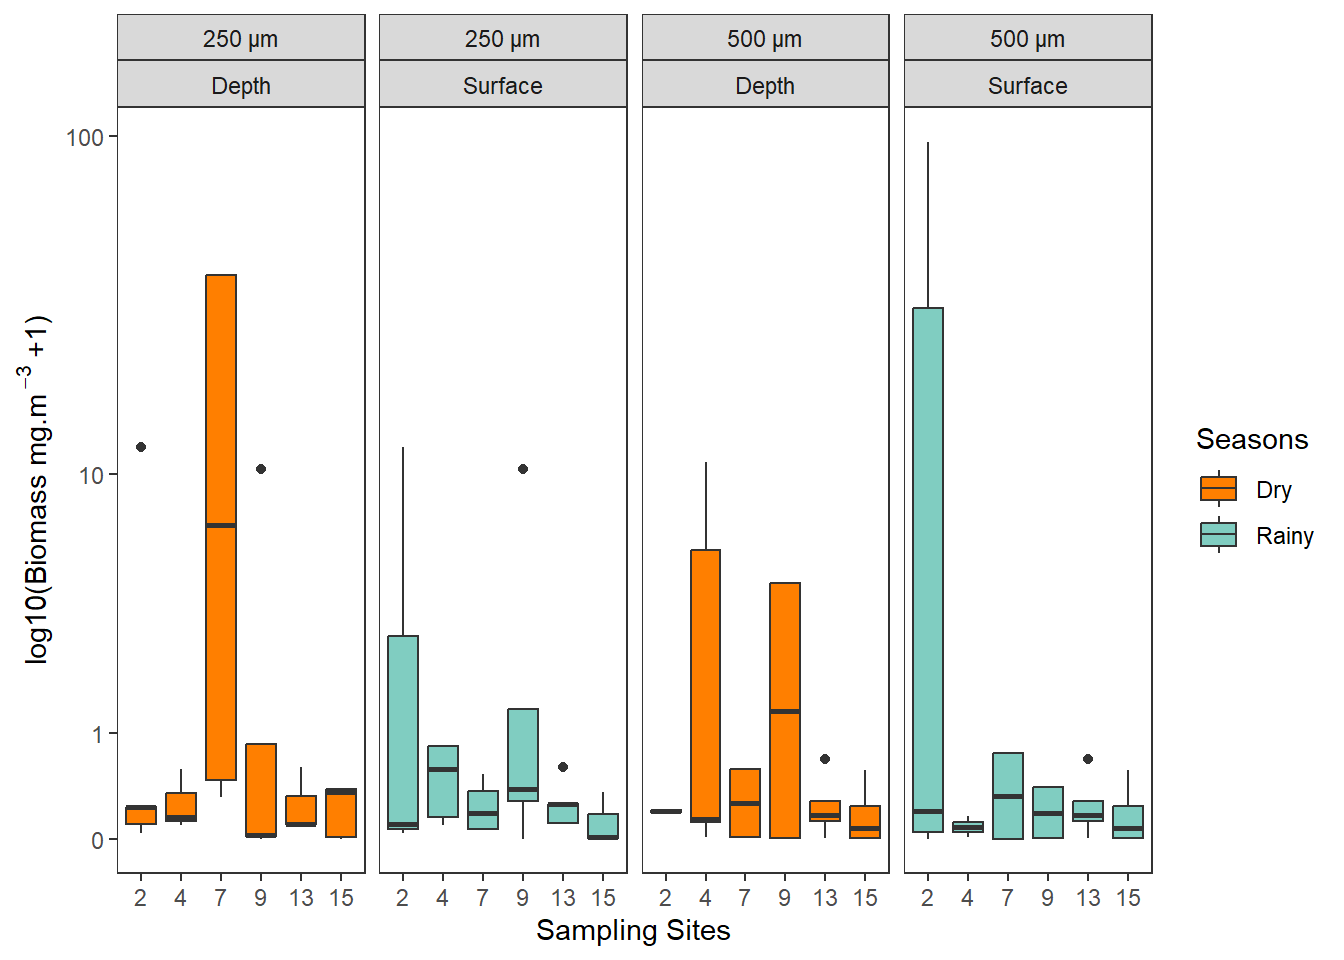 250 µm 250 µm 500 µm 500 µm
Depth Surface Depth Surface
100
10
1
0
log10(Biomass mg.m⁻³ +1)
2 4 7 9 13 15 2 4 7 9 13 15 2 4 7 9 13 15 2 4 7 9 13 15
Sampling Sites
Seasons
Dry
Rainy